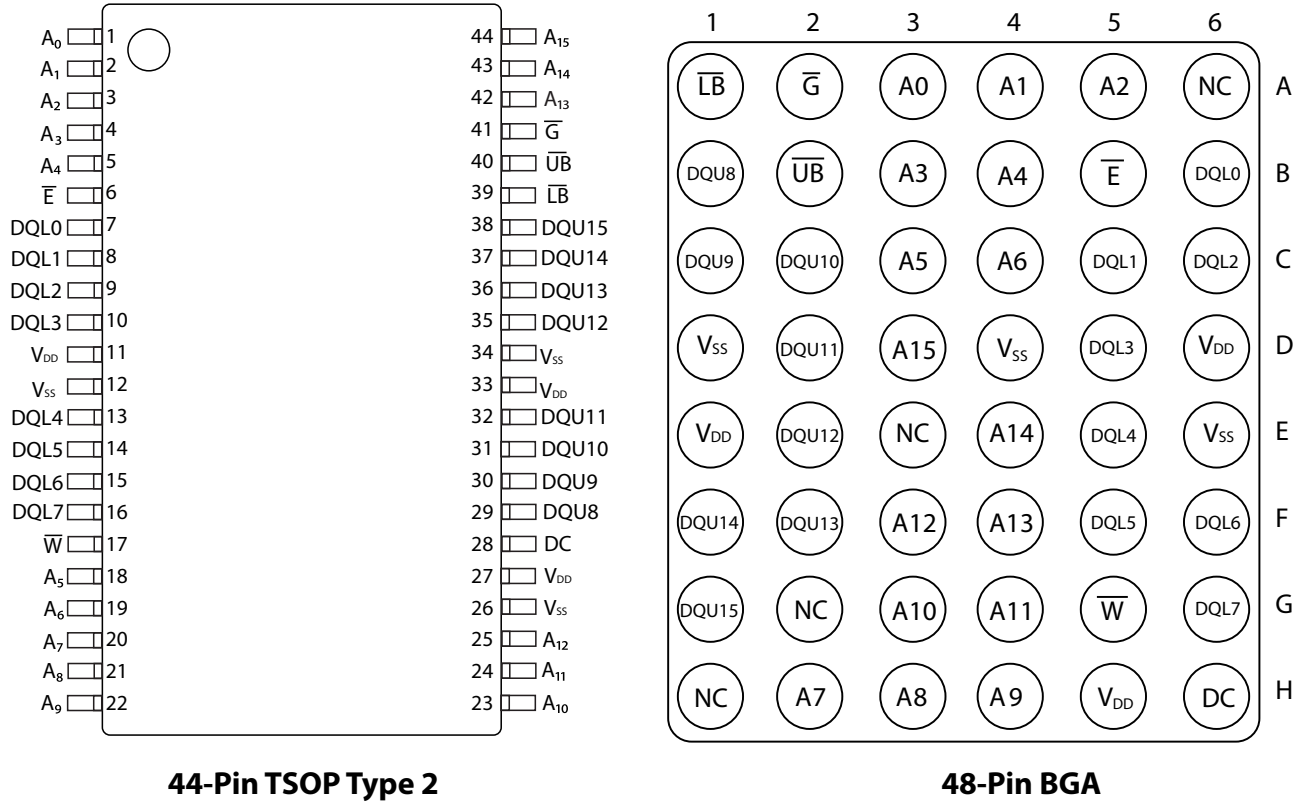 A0 1 44 A15
A1 2 43 A14
A2 3 42 A13
A3 4 41 G̅
A4 5 40 U̅B̅
E̅ 6 39 L̅B̅
DQL0 7 38 DQU15
DQL1 8 37 DQU14
DQL2 9 36 DQU13
DQL3 10 35 DQU12
VDD 11 34 VSS
VSS 12 33 VDD
DQL4 13 32 DQU11
DQL5 14 31 DQU10
DQL6 15 30 DQU9
DQL7 16 29 DQU8
W̅ 17 28 DC
A5 18 27 VDD
A6 19 26 VSS
A7 20 25 A12
A8 21 24 A11
A9 22 23 A10
44-Pin TSOP Type 2
1 2 3 4 5 6
L̅B̅ G̅ A0 A1 A2 NC A
DQU8 U̅B̅ A3 A4 E̅ DQL0 B
DQU9 DQU10 A5 A6 DQL1 DQL2 C
VSS DQU11 A15 VSS DQL3 VDD D
VDD DQU12 NC A14 DQL4 VSS E
DQU14 DQU13 A12 A13 DQL5 DQL6 F
DQU15 NC A10 A11 W̅ DQL7 G
NC A7 A8 A9 VDD DC H
48-Pin BGA